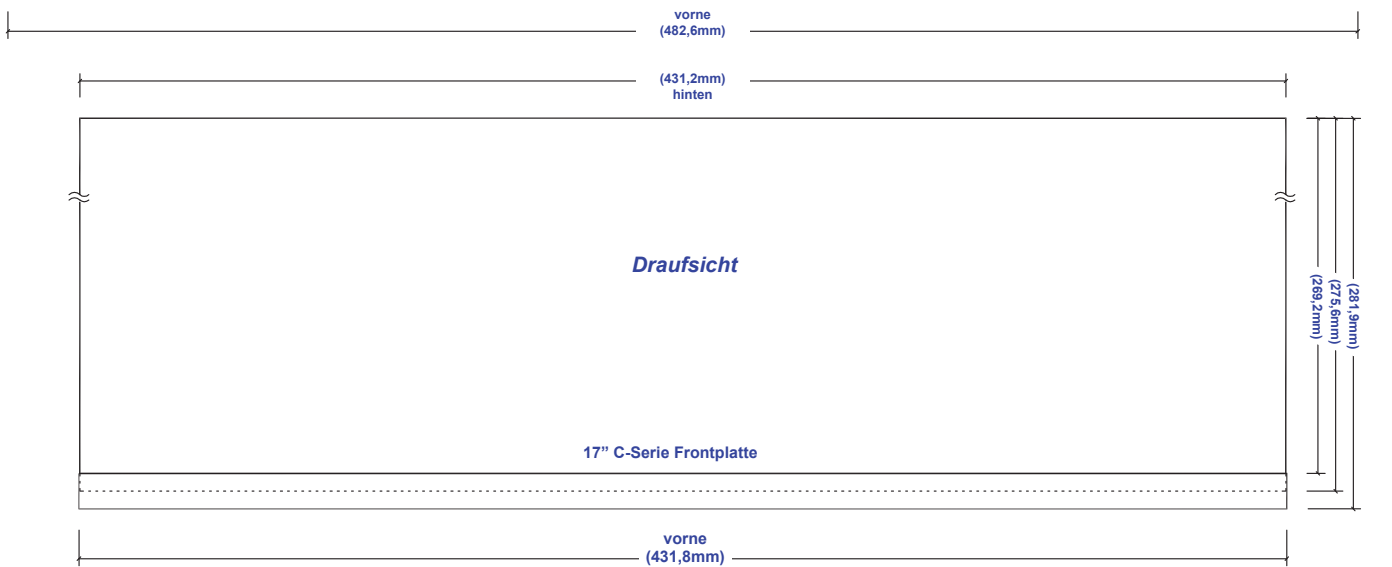 vorne
(482,6mm)
(431,2mm)
hinten
Draufsicht
(269,2mm)
(275,6mm)
(281,9mm)
17” C-Serie Frontplatte
vorne
(431,8mm)